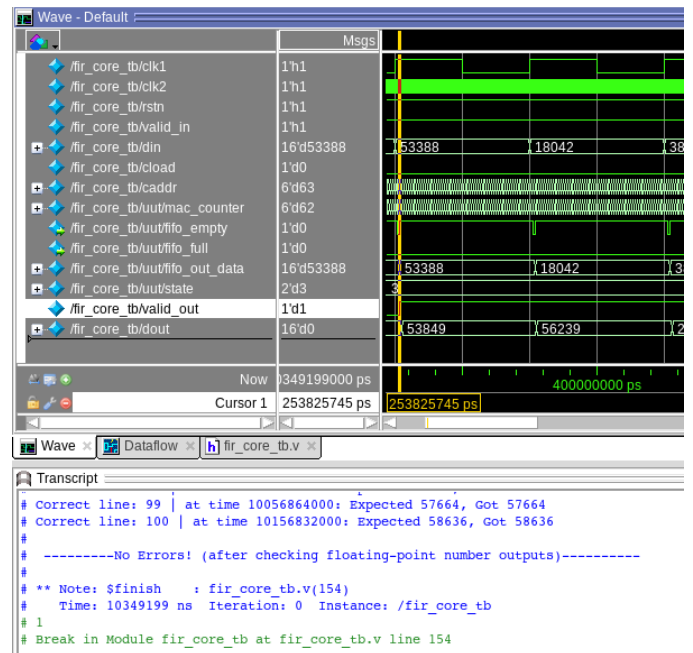 Wave - Default
Msgs
/fir_core_tb/clk1 1'h1
/fir_core_tb/clk2 1'h1
/fir_core_tb/rstn 1'h1
/fir_core_tb/valid_in 1'h1
/fir_core_tb/din 16'd53388 53388 18042 38
/fir_core_tb/cload 1'd0
/fir_core_tb/caddr 6'd63
/fir_core_tb/uut/mac_counter 6'd62
/fir_core_tb/uut/fifo_empty 1'd0
/fir_core_tb/uut/fifo_full 1'd0
/fir_core_tb/uut/fifo_out_data 16'd53388 53388 18042 3
/fir_core_tb/uut/state 2'd3 3
/fir_core_tb/valid_out 1'd1
/fir_core_tb/dout 16'd0 53849 56239 2
Now 0349199000 ps 400000000 ps
Cursor 1 253825745 ps 253825745 ps
Wave Dataflow h fir_core_tb.v
Transcript
# Correct line: 99 | at time 10056864000: Expected 57664, Got 57664
# Correct line: 100 | at time 10156832000: Expected 58636, Got 58636
#
# ---------No Errors! (after checking floating-point number outputs)----------
#
# ** Note: $finish : fir_core_tb.v(154)
# Time: 10349199 ns Iteration: 0 Instance: /fir_core_tb
# 1
# Break in Module fir_core_tb at fir_core_tb.v line 154